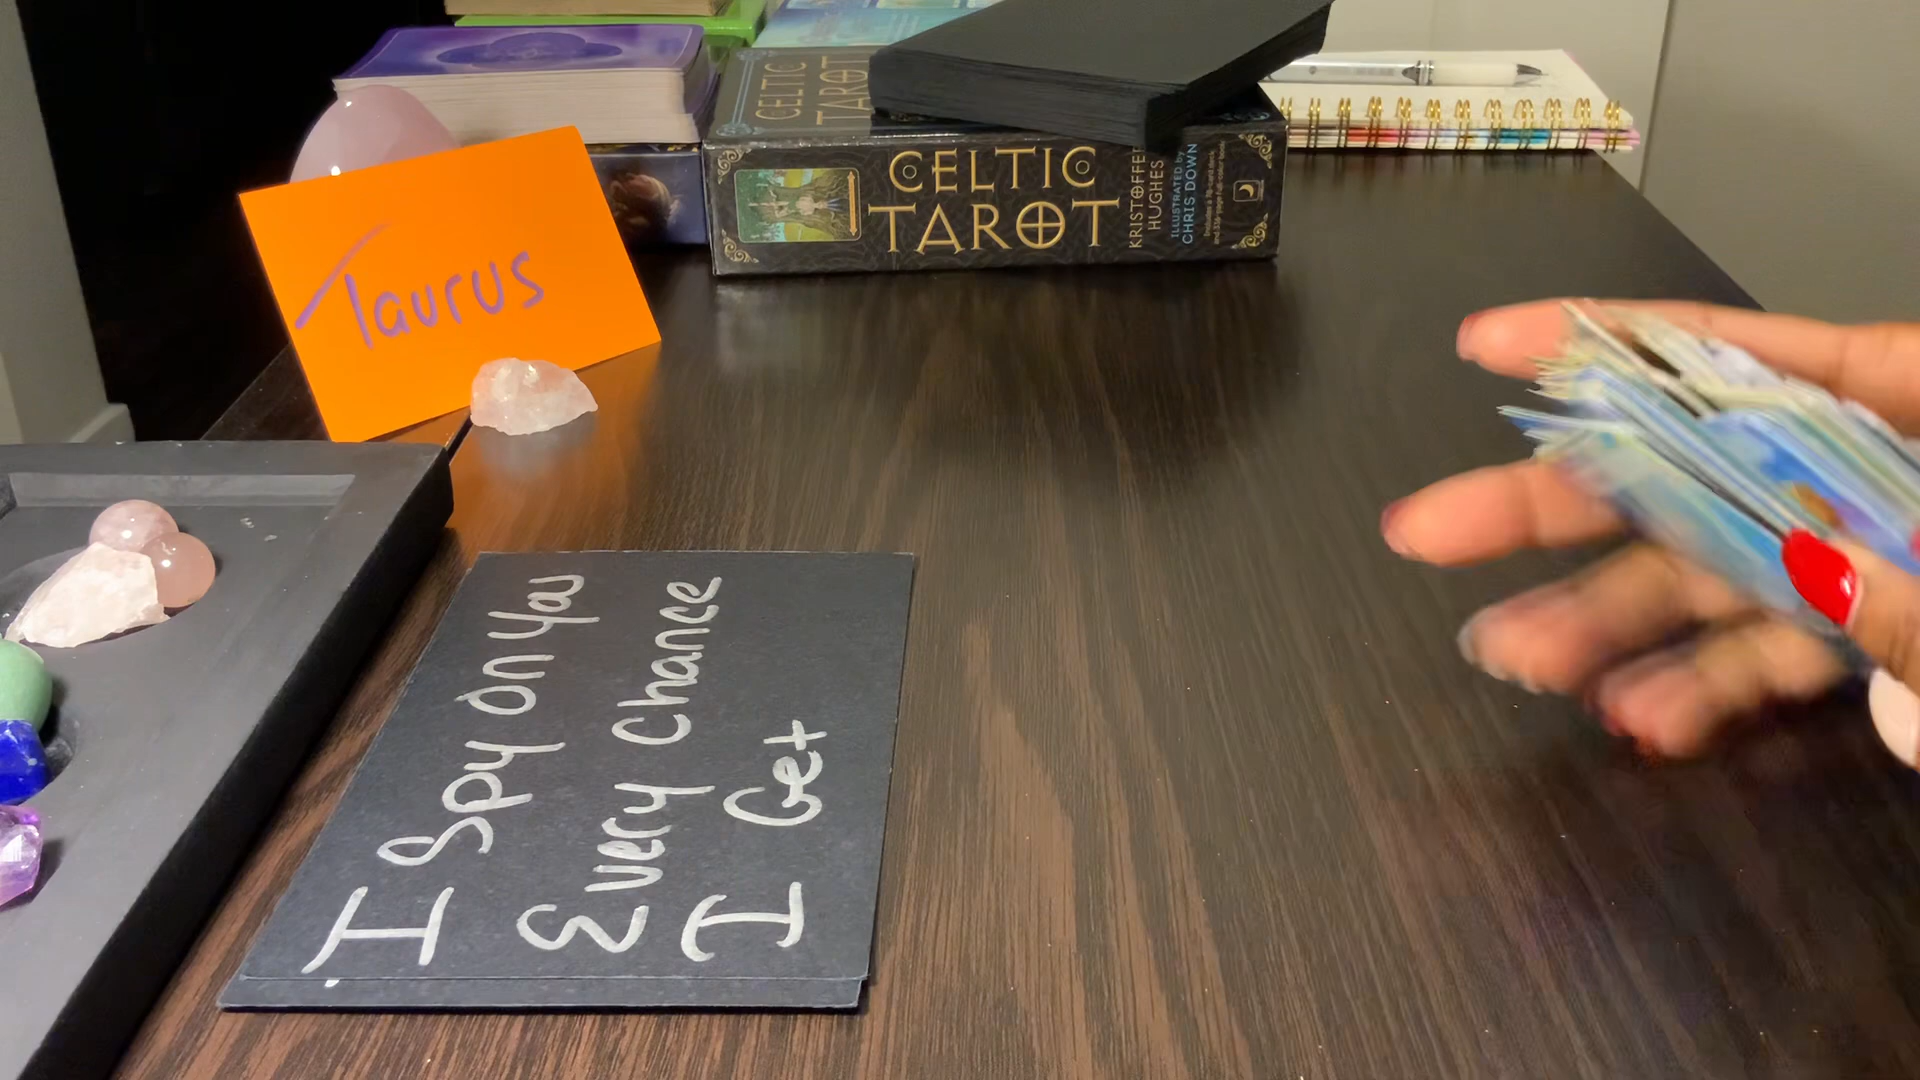 CELTIC
TAROT
CELTIC
TAROT
KRISTOFFER
HUGHES
ILLUSTRATED by
CHRIS DOWN
Taurus
I Spy on You
Every Chance
I Get